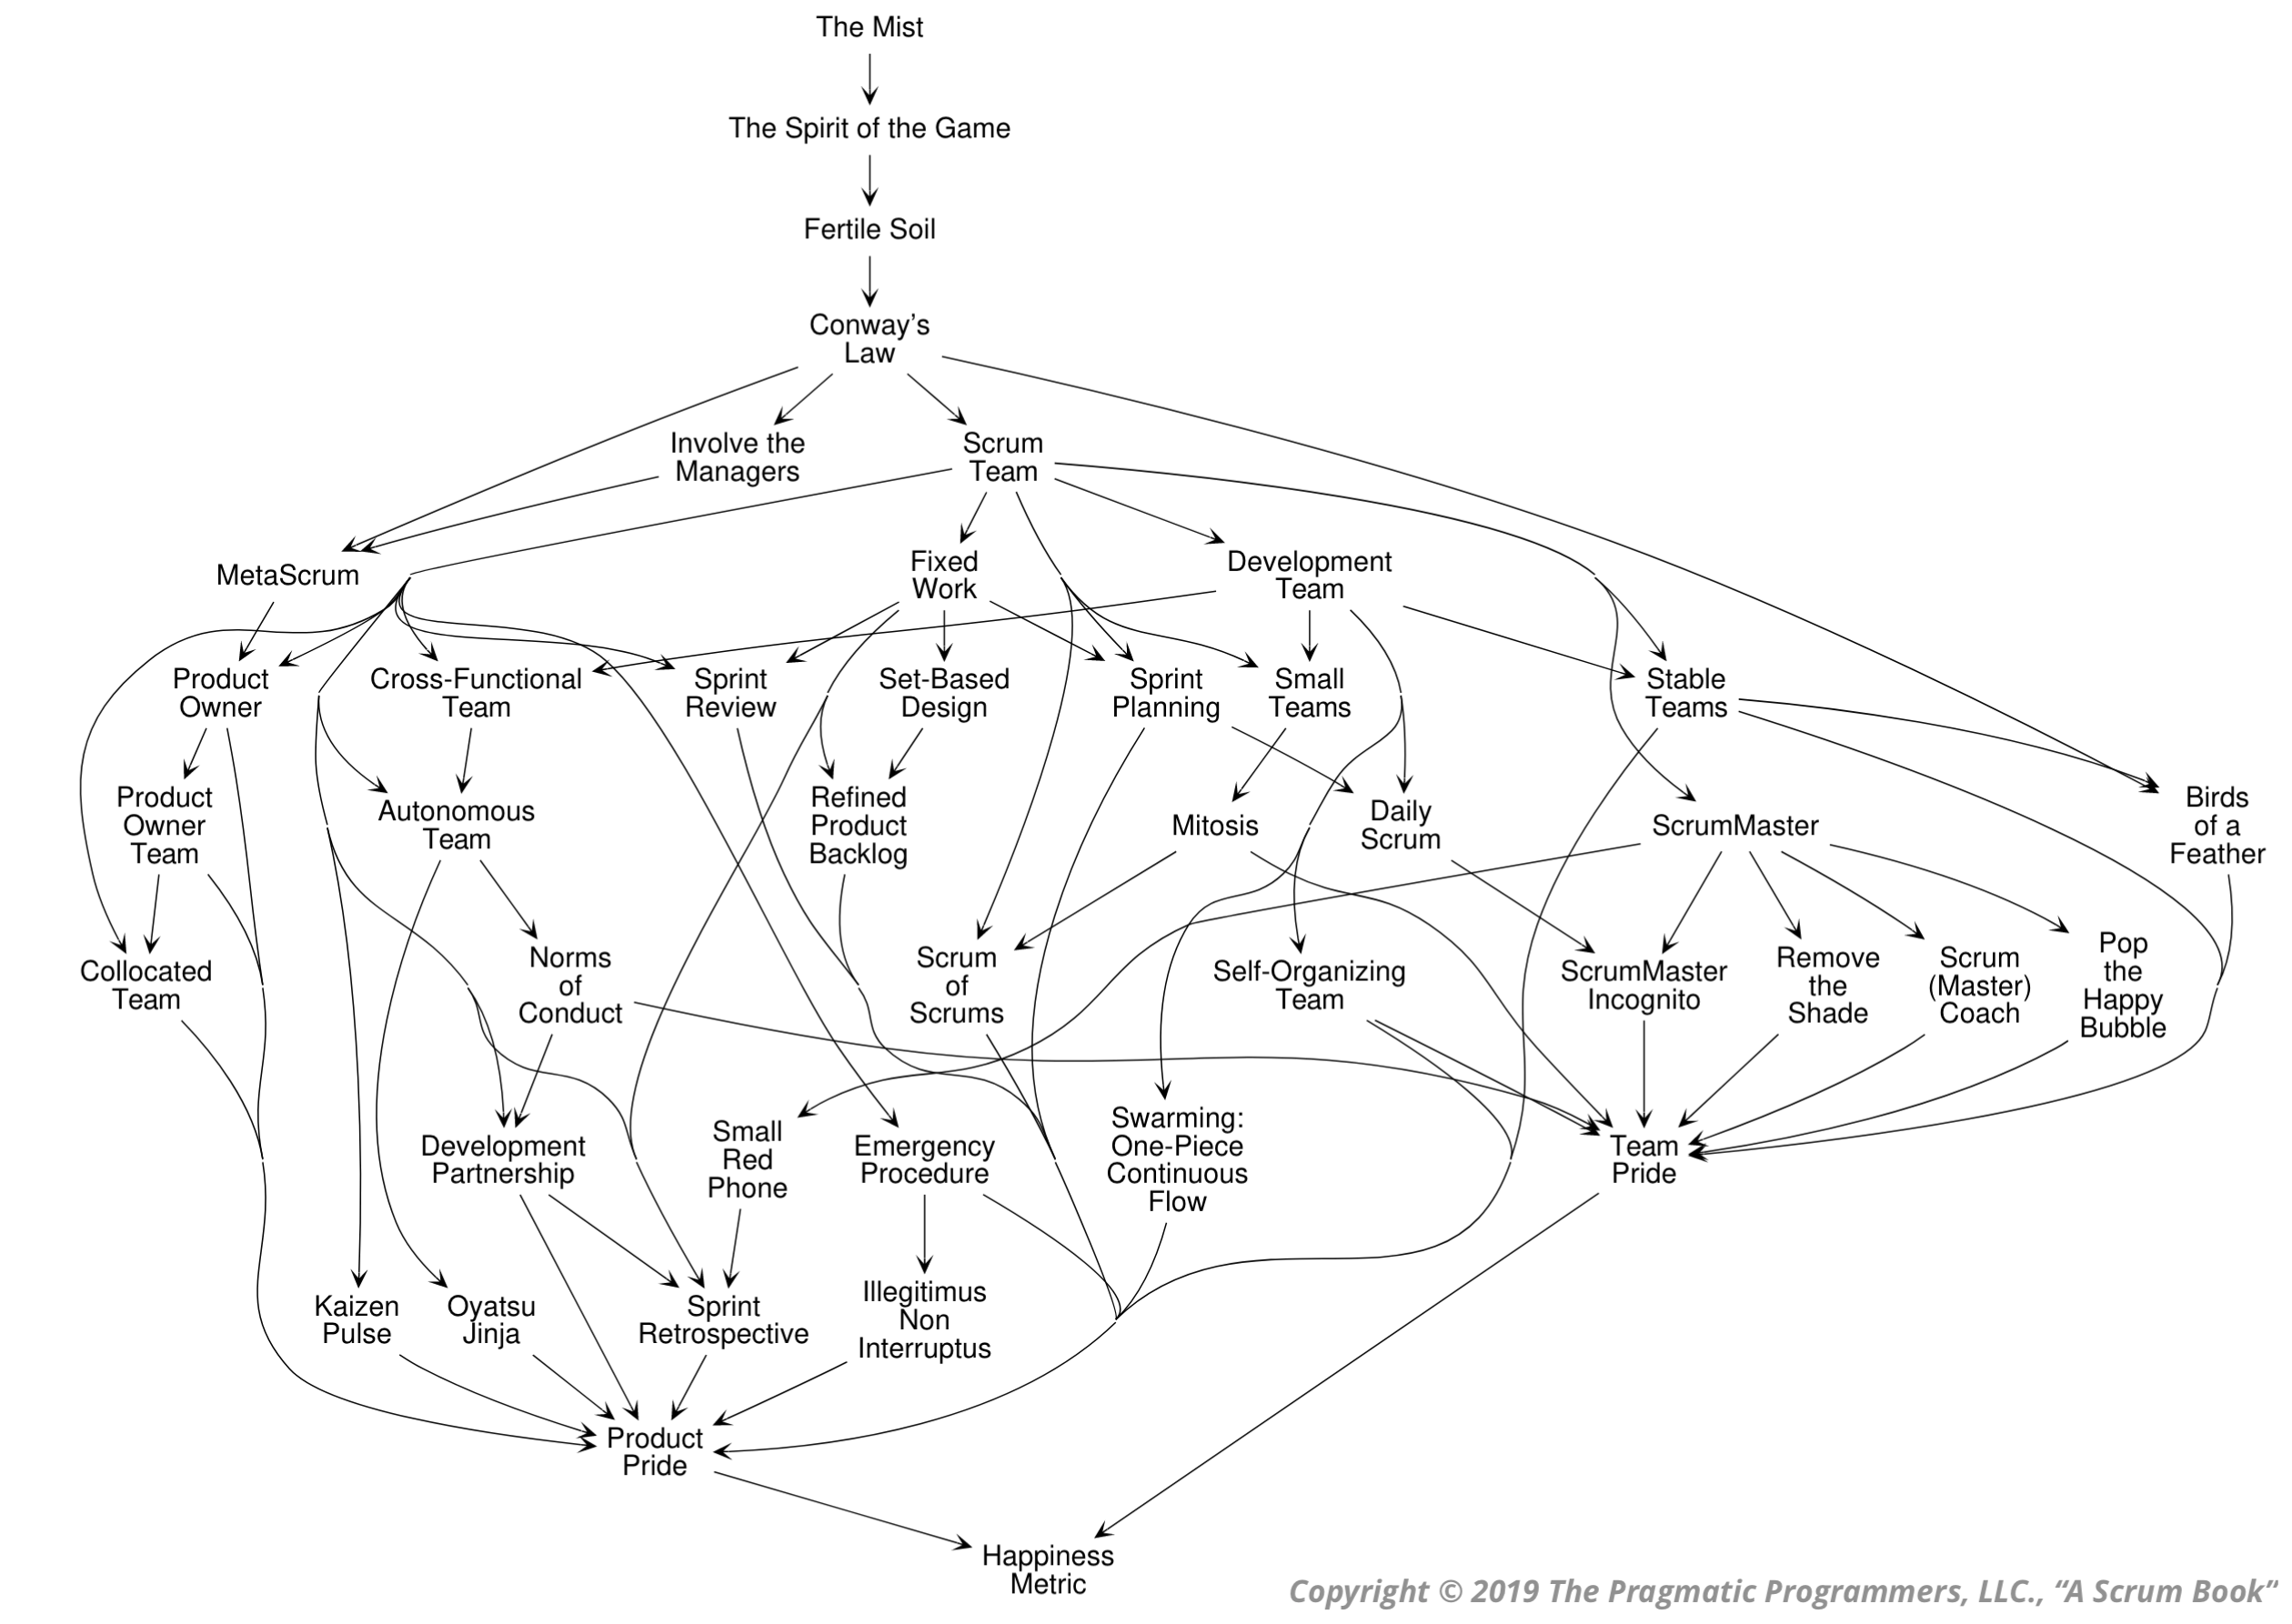 The Mist
The Spirit of the Game
Fertile Soil
Conway’s
Law
Involve the
Managers
Scrum
Team
MetaScrum
Fixed
Work
Development
Team
Product
Owner
Cross-Functional
Team
Sprint
Review
Set-Based
Design
Sprint
Planning
Small
Teams
Stable
Teams
Product
Owner
Team
Autonomous
Team
Refined
Product
Backlog
Mitosis
Daily
Scrum
ScrumMaster
Birds
of a
Feather
Collocated
Team
Norms
of
Conduct
Scrum
of
Scrums
Self-Organizing
Team
ScrumMaster
Incognito
Remove
the
Shade
Scrum
(Master)
Coach
Pop
the
Happy
Bubble
Development
Partnership
Small
Red
Phone
Emergency
Procedure
Swarming:
One-Piece
Continuous
Flow
Team
Pride
Kaizen
Pulse
Oyatsu
Jinja
Sprint
Retrospective
Illegitimus
Non
Interruptus
Product
Pride
Happiness
Metric
Copyright © 2019 The Pragmatic Programmers, LLC., “A Scrum Book”